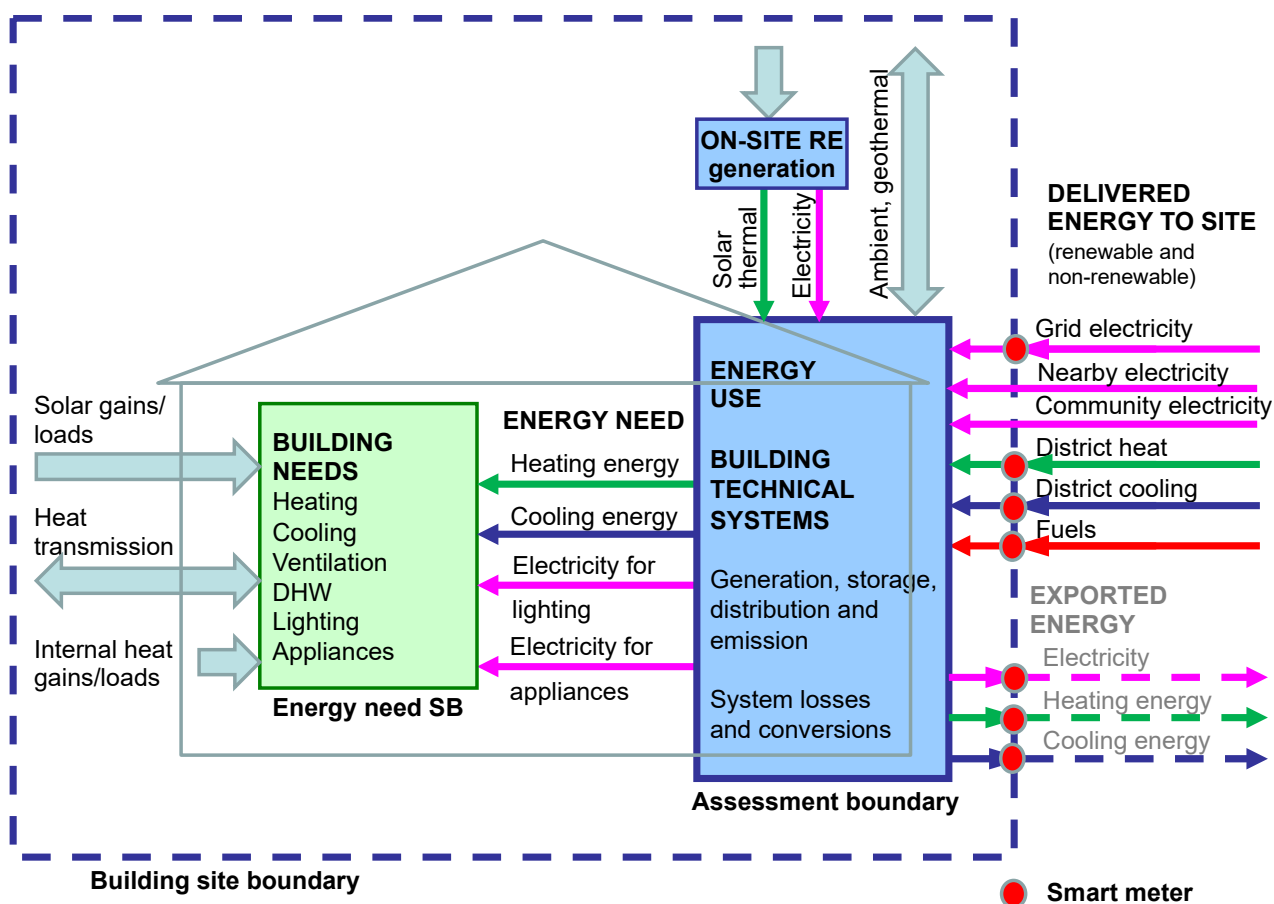 ON-SITE RE
generation
Solar
thermal
Electricity
Ambient, geothermal
DELIVERED
ENERGY TO SITE
(renewable and
non-renewable)
Grid electricity
Nearby electricity
Community electricity
District heat
District cooling
Fuels
EXPORTED
ENERGY
Electricity
Heating energy
Cooling energy
Solar gains/
loads
Heat
transmission
Internal heat
gains/loads
BUILDING
NEEDS
Heating
Cooling
Ventilation
DHW
Lighting
Appliances
Energy need SB
ENERGY NEED
Heating energy
Cooling energy
Electricity for
lighting
Electricity for
appliances
ENERGY
USE
BUILDING
TECHNICAL
SYSTEMS
Generation, storage,
distribution and
emission
System losses
and conversions
Assessment boundary
Building site boundary
Smart meter